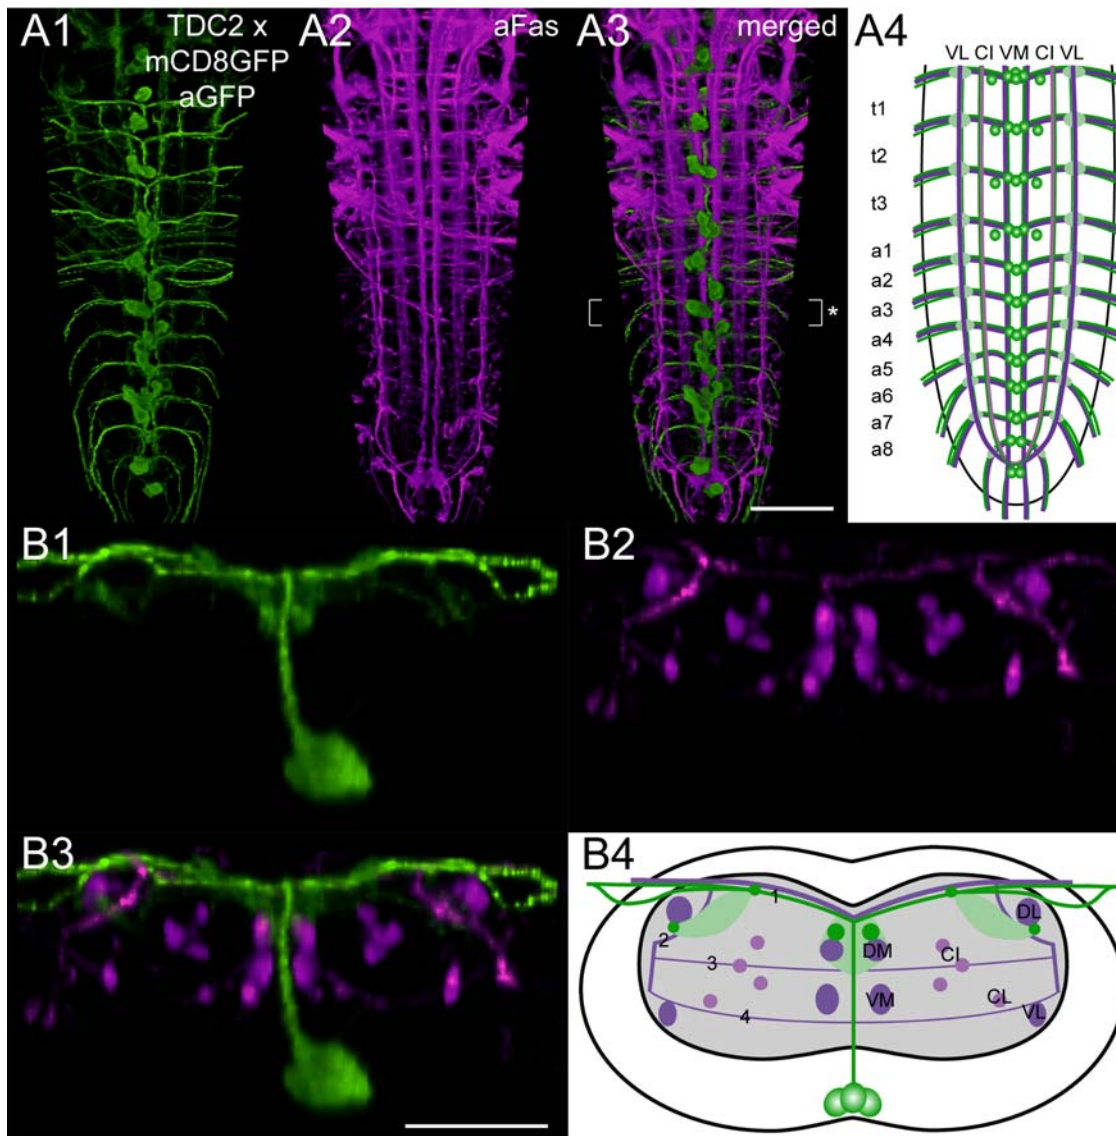 A1
TDC2 x
mCD8GFP
aGFP
A2
aFas
A3
merged
*
A4
VL CI VM CI VL
t1
t2
t3
a1
a2
a3
a4
a5
a6
a7
a8
B1
B2
B3
B4
1
DL
2
DM
3
CI
VM
CL
VL
4